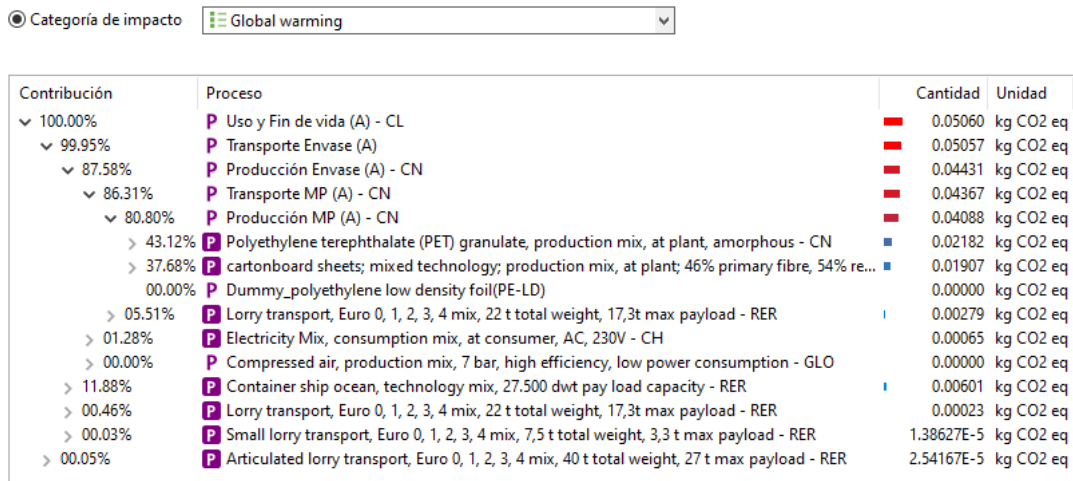 Categoría de impacto Global warming
Contribución Proceso Cantidad Unidad
100.00% P Uso y Fin de vida (A) - CL 0.05060 kg CO2 eq
99.95% P Transporte Envase (A) 0.05057 kg CO2 eq
87.58% P Producción Envase (A) - CN 0.04431 kg CO2 eq
86.31% P Transporte MP (A) - CN 0.04367 kg CO2 eq
80.80% P Producción MP (A) - CN 0.04088 kg CO2 eq
43.12% P Polyethylene terephthalate (PET) granulate, production mix, at plant, amorphous - CN 0.02182 kg CO2 eq
37.68% P cartonboard sheets; mixed technology; production mix, at plant; 46% primary fibre, 54% re... 0.01907 kg CO2 eq
00.00% P Dummy_polyethylene low density foil(PE-LD) 0.00000 kg CO2 eq
05.51% P Lorry transport, Euro 0, 1, 2, 3, 4 mix, 22 t total weight, 17,3t max payload - RER 0.00279 kg CO2 eq
01.28% P Electricity Mix, consumption mix, at consumer, AC, 230V - CH 0.00065 kg CO2 eq
00.00% P Compressed air, production mix, 7 bar, high efficiency, low power consumption - GLO 0.00000 kg CO2 eq
11.88% P Container ship ocean, technology mix, 27.500 dwt pay load capacity - RER 0.00601 kg CO2 eq
00.46% P Lorry transport, Euro 0, 1, 2, 3, 4 mix, 22 t total weight, 17,3t max payload - RER 0.00023 kg CO2 eq
00.03% P Small lorry transport, Euro 0, 1, 2, 3, 4 mix, 7,5 t total weight, 3,3 t max payload - RER 1.38627E-5 kg CO2 eq
00.05% P Articulated lorry transport, Euro 0, 1, 2, 3, 4 mix, 40 t total weight, 27 t max payload - RER 2.54167E-5 kg CO2 eq